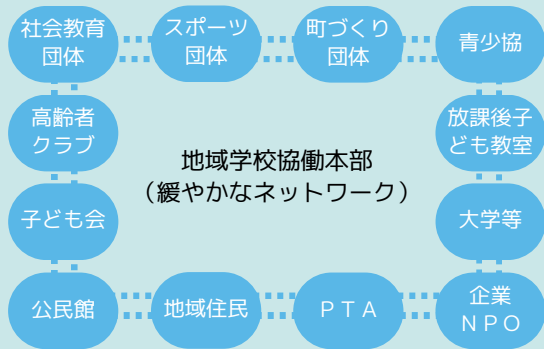 社会教育
団体
スポーツ
団体
町づくり
団体
青少協
高齢者
クラブ
放課後子
ども教室
地域学校協働本部
（緩やかなネットワーク）
子ども会
大学等
公民館
地域住民
ＰＴＡ
企業
ＮＰＯ